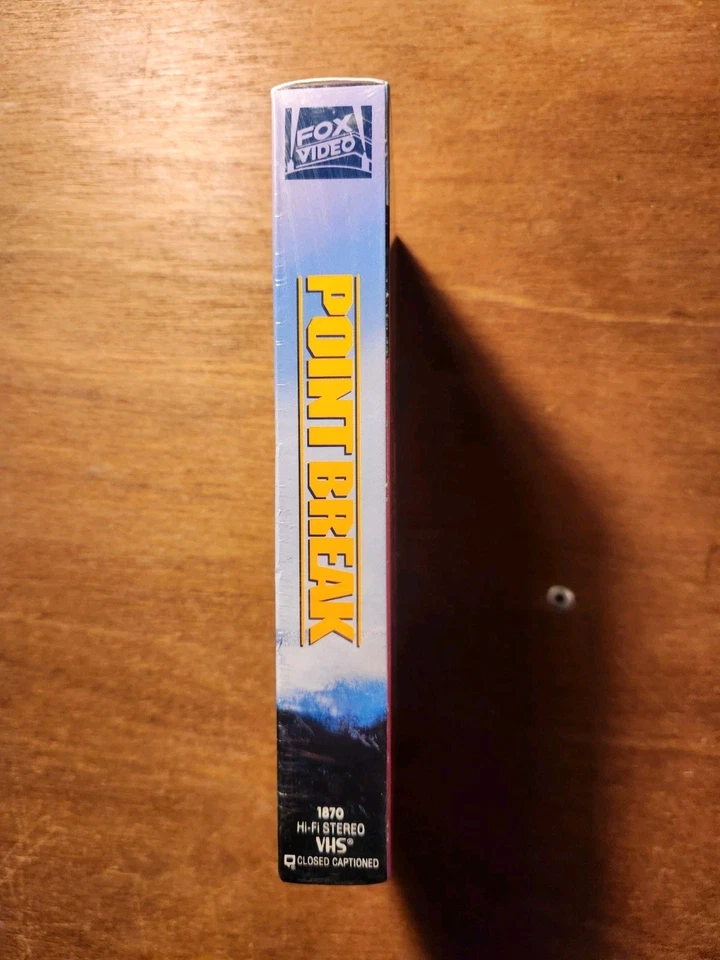 FOX
VIDEO
POINT BREAK
1870
Hi-Fi STEREO
VHS®
CLOSED CAPTIONED